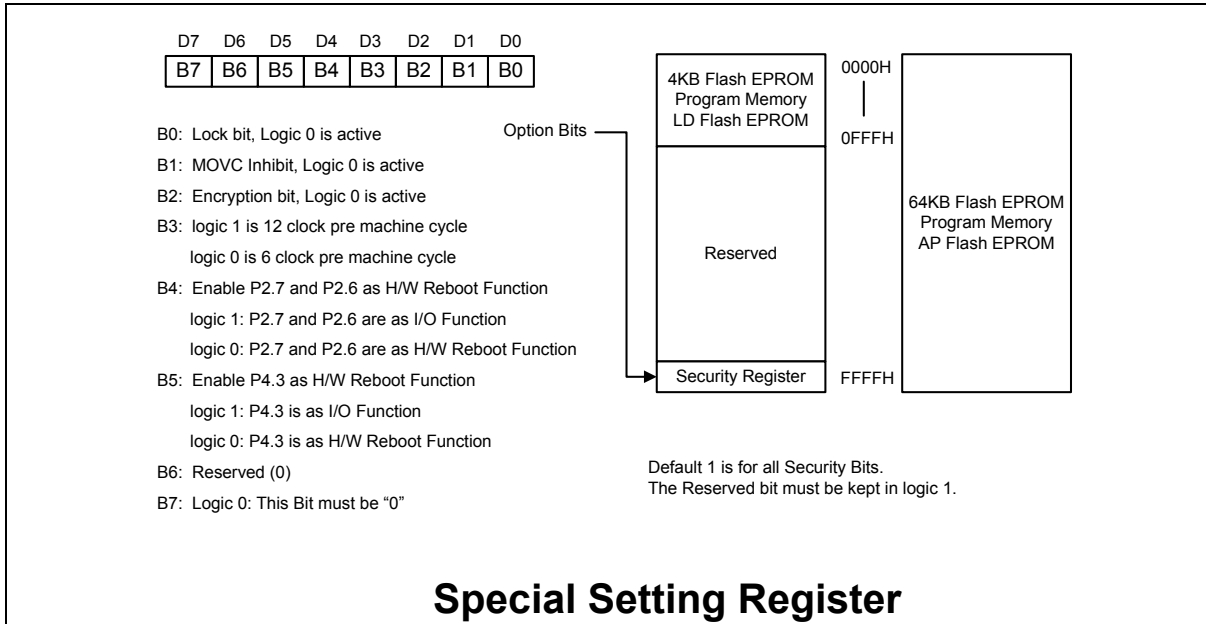 D7 D6 D5 D4 D3 D2 D1 D0
B7 B6 B5 B4 B3 B2 B1 B0
B0: Lock bit, Logic 0 is active
B1: MOVC Inhibit, Logic 0 is active
B2: Encryption bit, Logic 0 is active
B3: logic 1 is 12 clock pre machine cycle
logic 0 is 6 clock pre machine cycle
B4: Enable P2.7 and P2.6 as H/W Reboot Function
logic 1: P2.7 and P2.6 are as I/O Function
logic 0: P2.7 and P2.6 are as H/W Reboot Function
B5: Enable P4.3 as H/W Reboot Function
logic 1: P4.3 is as I/O Function
logic 0: P4.3 is as H/W Reboot Function
B6: Reserved (0)
B7: Logic 0: This Bit must be “0”
Option Bits
4KB Flash EPROM
Program Memory
LD Flash EPROM
Reserved
Security Register
0000H
0FFFH
FFFFH
64KB Flash EPROM
Program Memory
AP Flash EPROM
Default 1 is for all Security Bits.
The Reserved bit must be kept in logic 1.
Special Setting Register